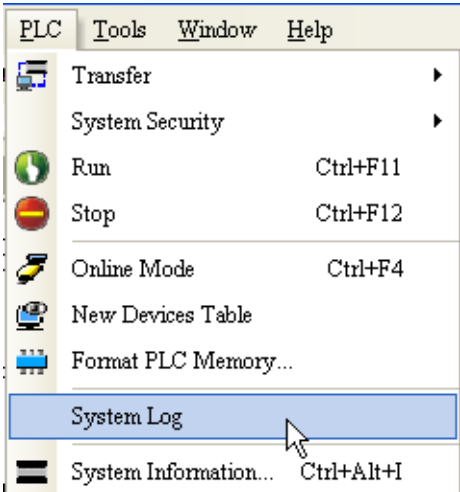 PLC Tools Window Help
Transfer
System Security
Run Ctrl+F11
Stop Ctrl+F12
Online Mode Ctrl+F4
New Devices Table
Format PLC Memory...
System Log
System Information... Ctrl+Alt+I